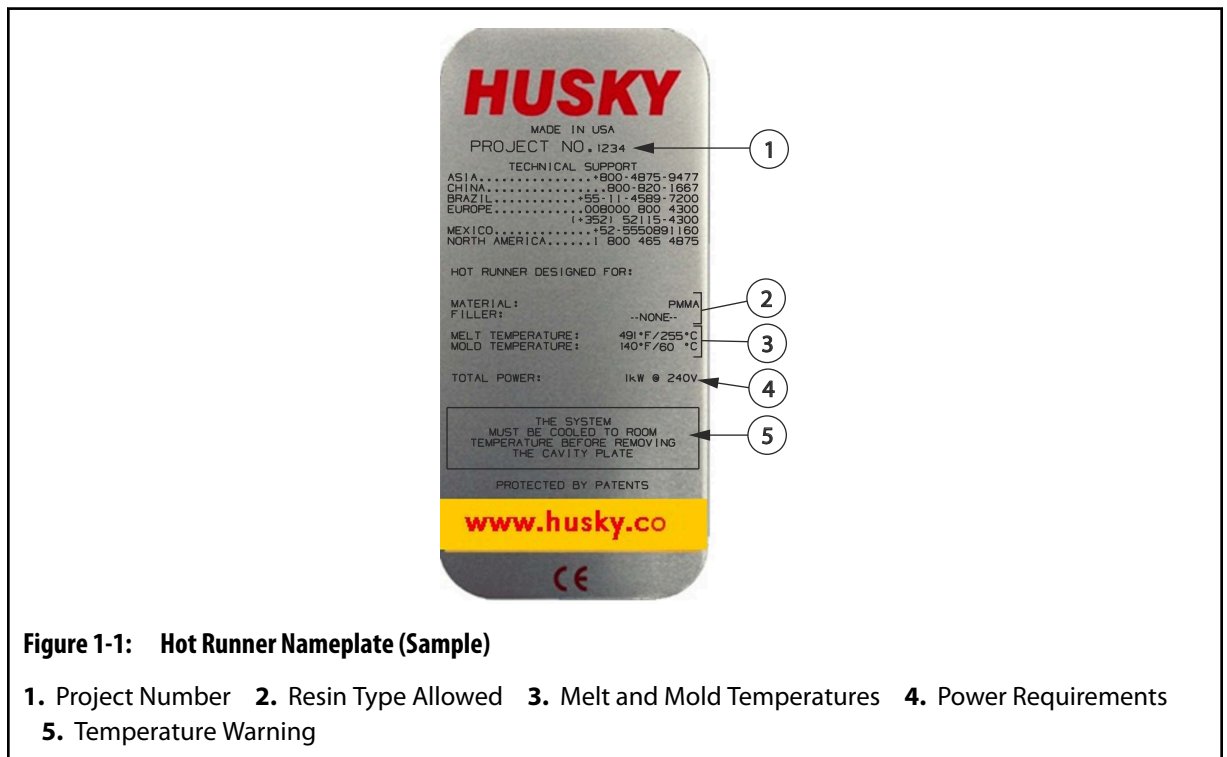 HUSKY
MADE IN USA
PROJECT NO. 1234
TECHNICAL SUPPORT
ASIA...............+800-4875-9477
CHINA...............800-820-1667
BRAZIL...........+55-11-4589-7200
EUROPE...........008000 800 4300
(+352) 52115-4300
MEXICO............+52-5550891160
NORTH AMERICA......1 800 465 4875
HOT RUNNER DESIGNED FOR:
MATERIAL: PMMA
FILLER: --NONE--
MELT TEMPERATURE: 491°F/255°C
MOLD TEMPERATURE: 140°F/60 °C
TOTAL POWER: 1kW @ 240V
THE SYSTEM
MUST BE COOLED TO ROOM
TEMPERATURE BEFORE REMOVING
THE CAVITY PLATE
PROTECTED BY PATENTS
www.husky.co
CE
1
2
3
4
5
Figure 1-1: Hot Runner Nameplate (Sample)
1. Project Number 2. Resin Type Allowed 3. Melt and Mold Temperatures 4. Power Requirements
5. Temperature Warning